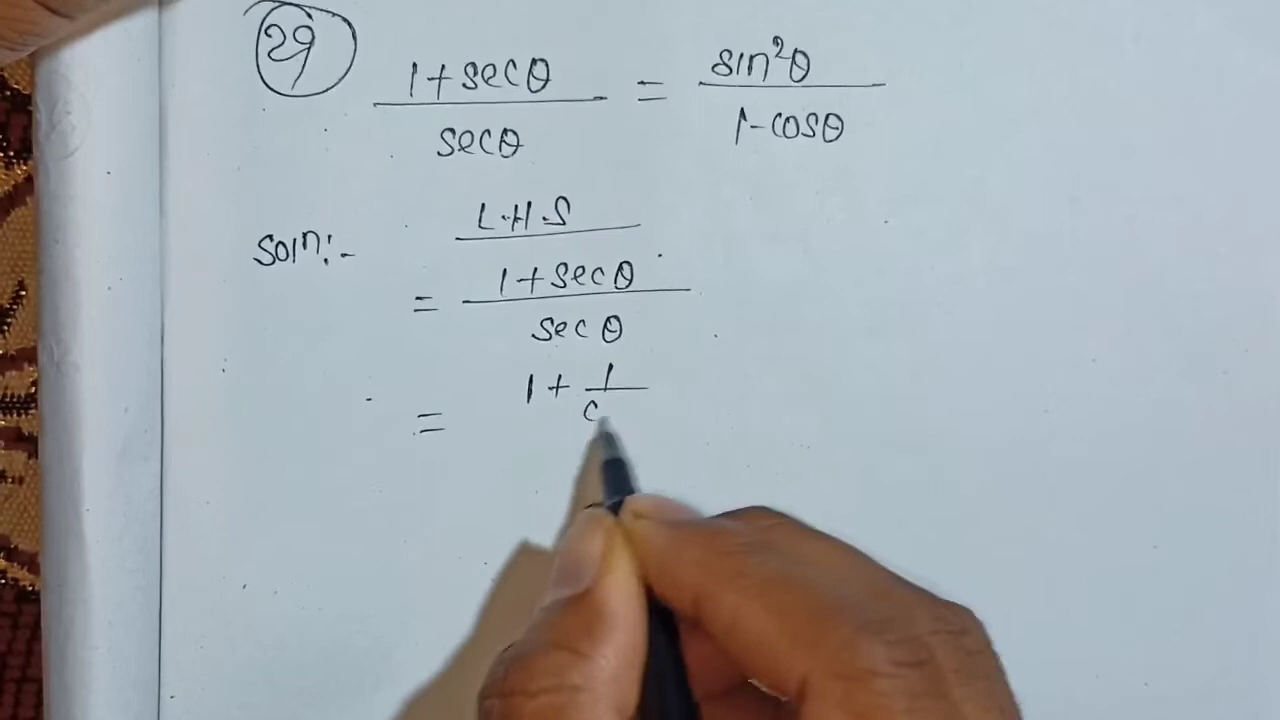 29
1+secθ / secθ = sin²θ / 1-cosθ
Soln:- L.H.S
= 1+secθ / secθ
= 1+ 1/c